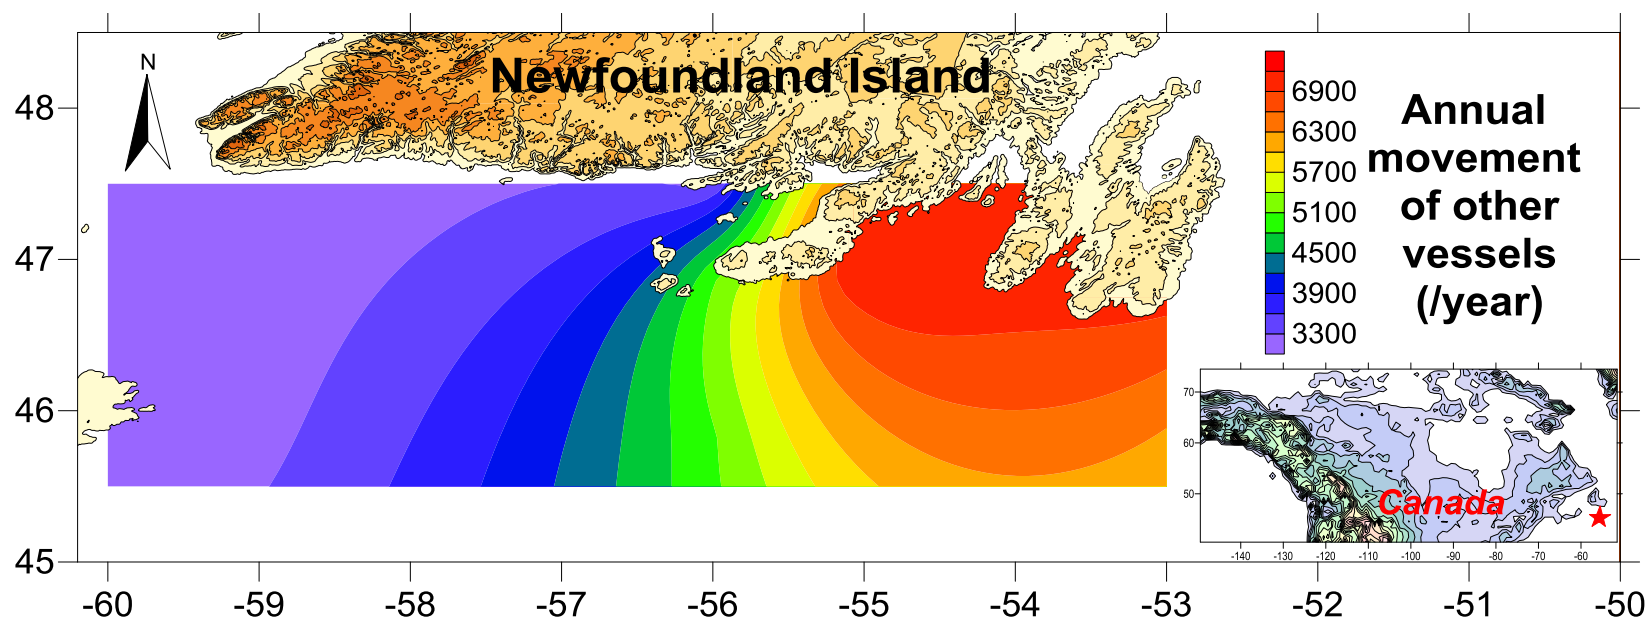 N
Newfoundland Island
48
47
46
45
-60 -59 -58 -57 -56 -55 -54 -53 -52 -51 -50
6900
6300
5700
5100
4500
3900
3300
Annual
movement
of other
vessels
(/year)
70
60
50
Canada
-140 -130 -120 -110 -100 -90 -80 -70 -60